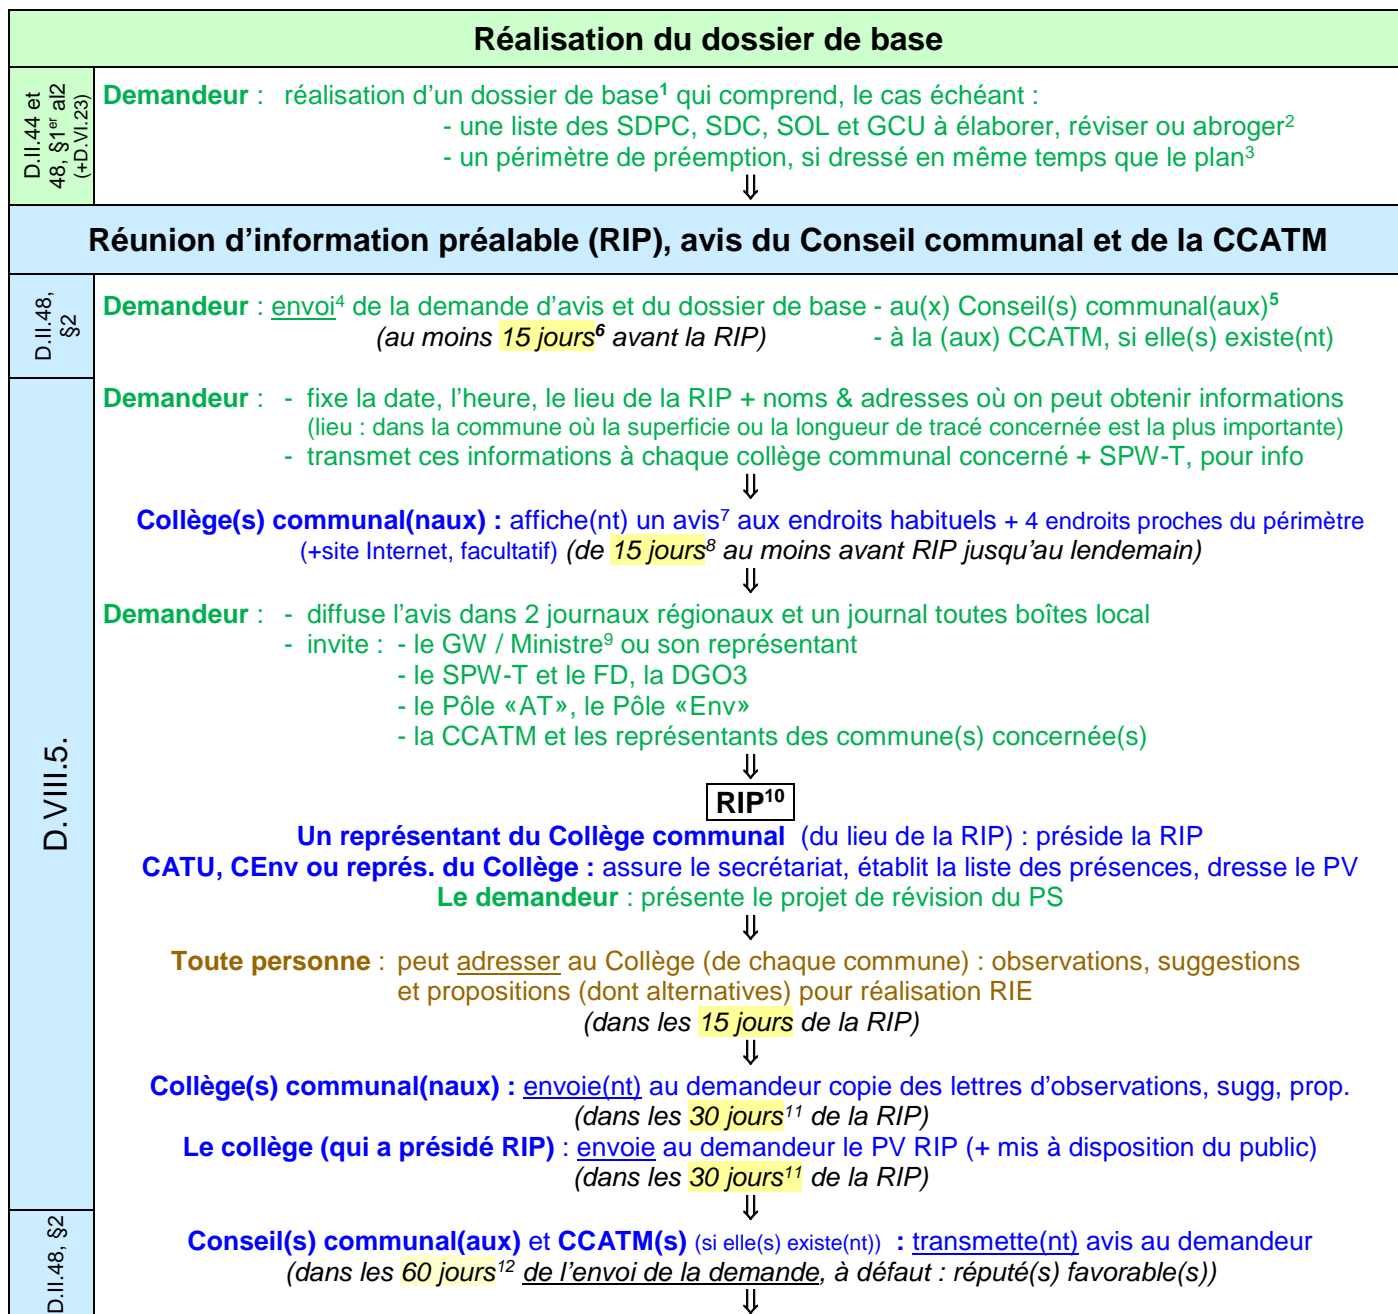 Réalisation du dossier de base
D.II.44 et
48, §1er al2
(+D.VI.23)
Demandeur : réalisation d’un dossier de base1 qui comprend, le cas échéant :
- une liste des SDPC, SDC, SOL et GCU à élaborer, réviser ou abroger2
- un périmètre de préemption, si dressé en même temps que le plan3
⇓
Réunion d’information préalable (RIP), avis du Conseil communal et de la CCATM
D.II.48,
§2
Demandeur : envoi4 de la demande d’avis et du dossier de base - au(x) Conseil(s) communal(aux)5
(au moins 15 jours6 avant la RIP) - à la (aux) CCATM, si elle(s) existe(nt)
D.VIII.5.
Demandeur : - fixe la date, l’heure, le lieu de la RIP + noms & adresses où on peut obtenir informations
(lieu : dans la commune où la superficie ou la longueur de tracé concernée est la plus importante)
- transmet ces informations à chaque collège communal concerné + SPW-T, pour info
⇓
Collège(s) communal(naux) : affiche(nt) un avis7 aux endroits habituels + 4 endroits proches du périmètre
(+site Internet, facultatif) (de 15 jours8 au moins avant RIP jusqu’au lendemain)
⇓
Demandeur : - diffuse l’avis dans 2 journaux régionaux et un journal toutes boîtes local
- invite : - le GW / Ministre9 ou son représentant
- le SPW-T et le FD, la DGO3
- le Pôle «AT», le Pôle «Env»
- la CCATM et les représentants des commune(s) concernée(s)
⇓
RIP10
Un représentant du Collège communal (du lieu de la RIP) : préside la RIP
CATU, CEnv ou représ. du Collège : assure le secrétariat, établit la liste des présences, dresse le PV
Le demandeur : présente le projet de révision du PS
⇓
Toute personne : peut adresser au Collège (de chaque commune) : observations, suggestions
et propositions (dont alternatives) pour réalisation RIE
(dans les 15 jours de la RIP)
⇓
Collège(s) communal(naux) : envoie(nt) au demandeur copie des lettres d’observations, sugg, prop.
(dans les 30 jours11 de la RIP)
Le collège (qui a présidé RIP) : envoie au demandeur le PV RIP (+ mis à disposition du public)
(dans les 30 jours11 de la RIP)
⇓
D.II.48, §2
Conseil(s) communal(aux) et CCATM(s) (si elle(s) existe(nt)) : transmette(nt) avis au demandeur
(dans les 60 jours12 de l’envoi de la demande, à défaut : réputé(s) favorable(s))
⇓